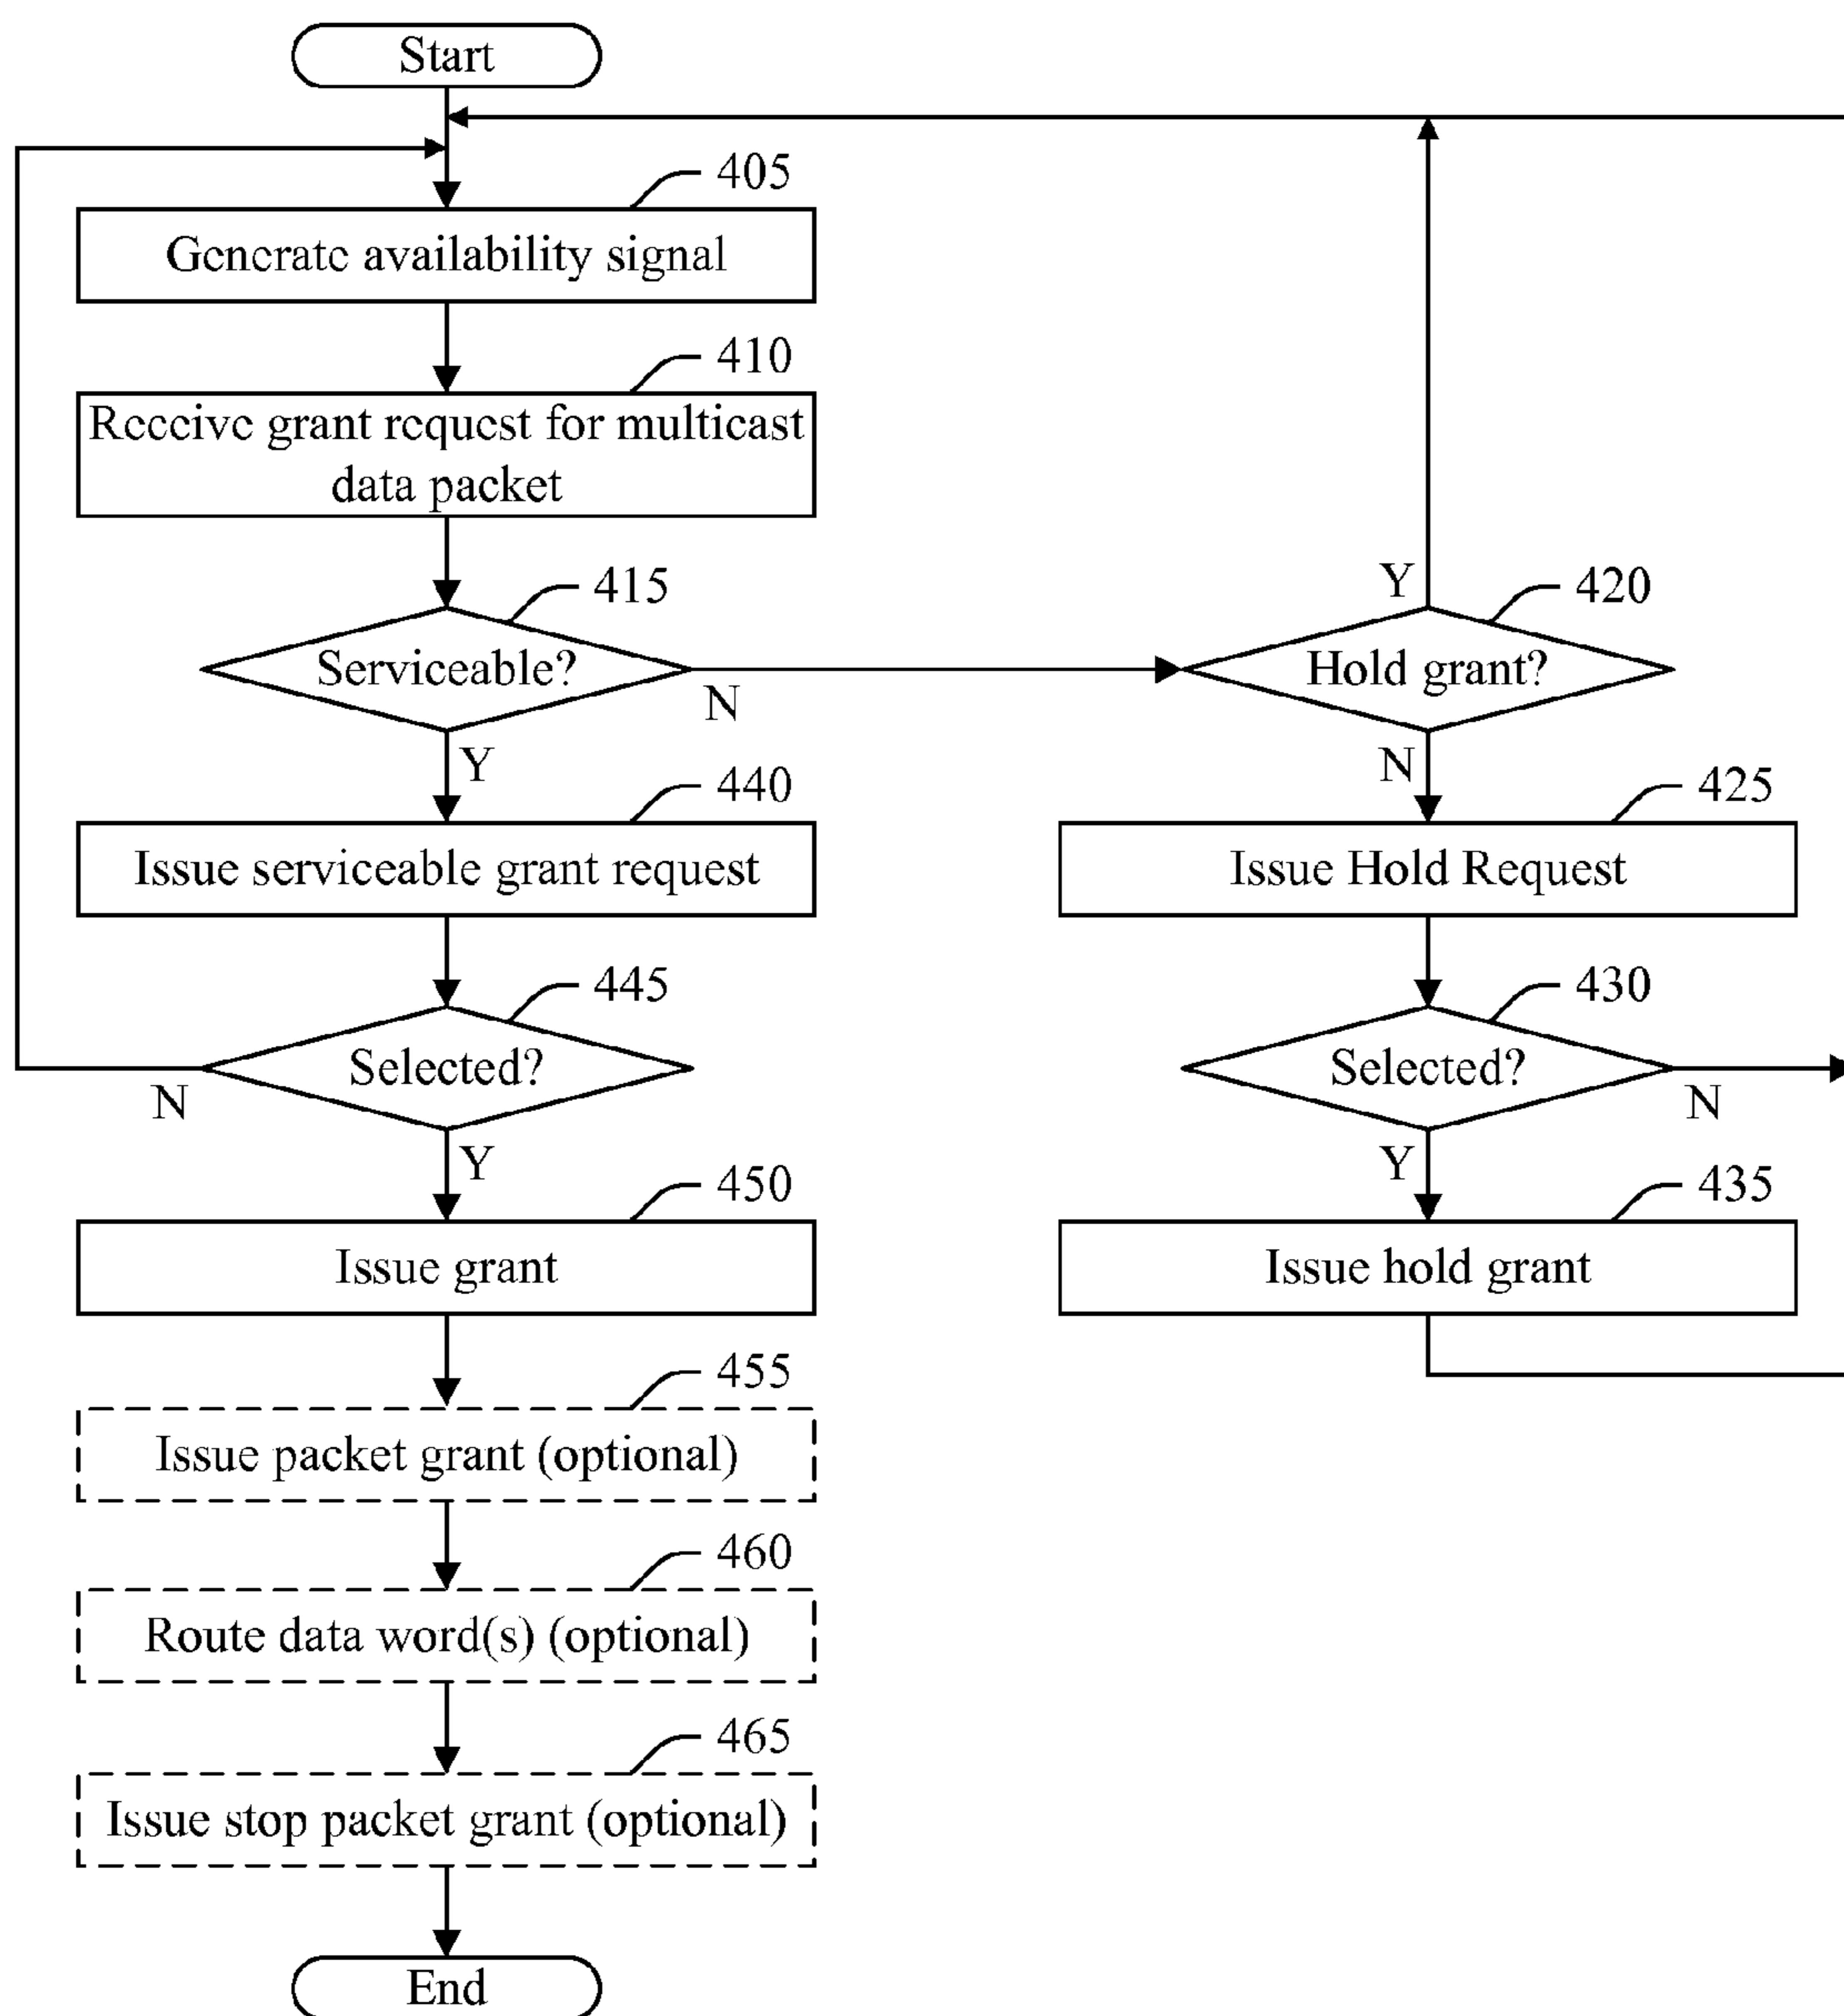 Start
405
Generate availability signal
410
Receive grant request for multicast
data packet
415
Serviceable?
N
Y
420
Hold grant?
Y
N
440
Issue serviceable grant request
425
Issue Hold Request
445
Selected?
N
Y
430
Selected?
N
Y
450
Issue grant
435
Issue hold grant
455
Issue packet grant (optional)
460
Route data word(s) (optional)
465
Issue stop packet grant (optional)
End